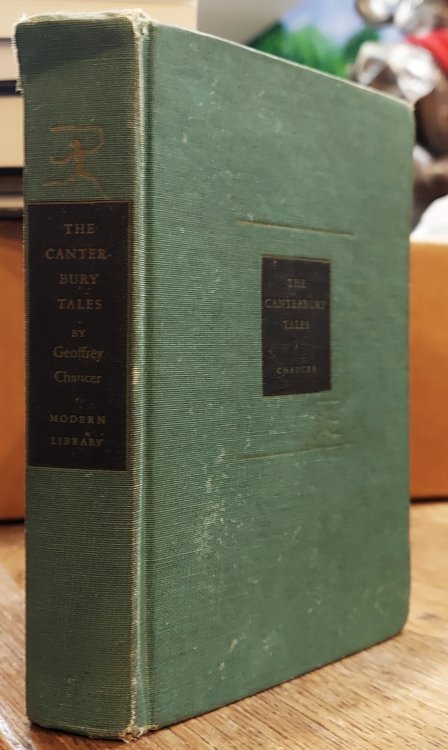 THE
CANTER-
BURY
TALES
BY
Geoffrey
Chaucer
MODERN
LIBRARY
THE
CANTERBURY
TALES
CHAUCER